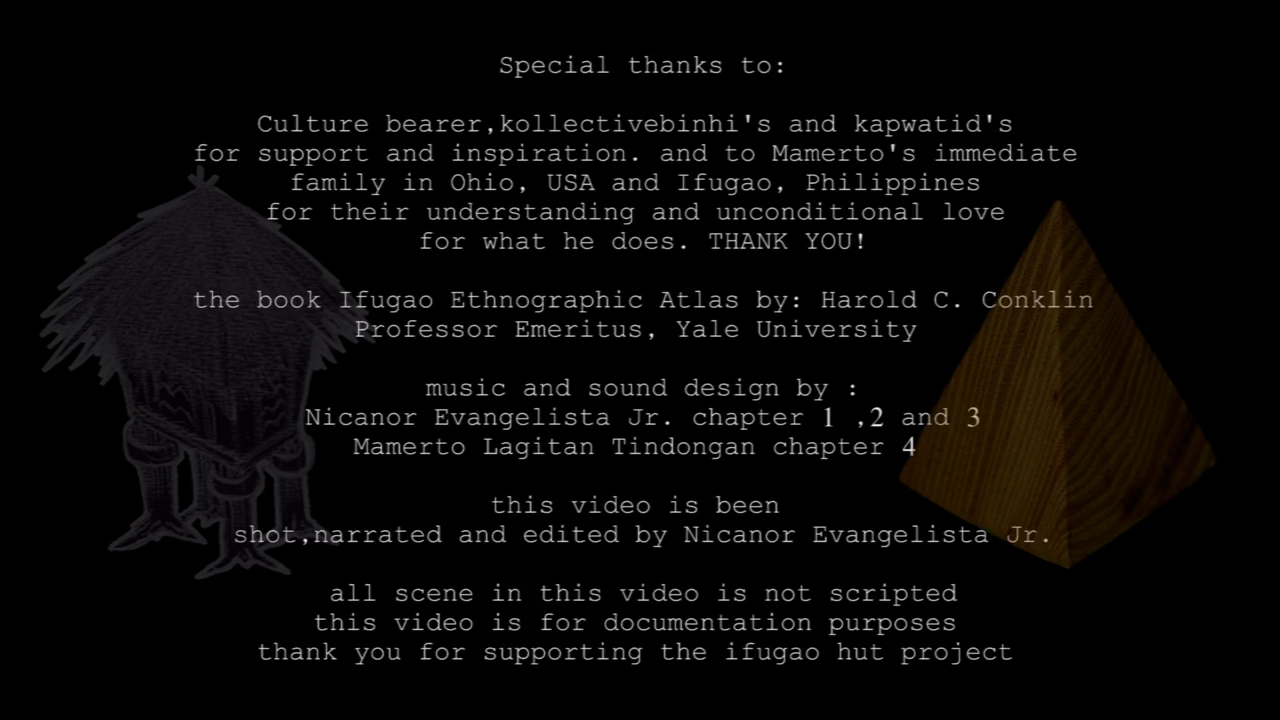 Special thanks to:
Culture bearer,kollectivebinhi's and kapwatid's
for support and inspiration. and to Mamerto's immediate
family in Ohio, USA and Ifugao, Philippines
for their understanding and unconditional love
for what he does. THANK YOU!
the book Ifugao Ethnographic Atlas by: Harold C. Conklin
Professor Emeritus, Yale University
music and sound design by :
Nicanor Evangelista Jr. chapter 1 ,2 and 3
Mamerto Lagitan Tindongan chapter 4
this video is been
shot,narrated and edited by Nicanor Evangelista Jr.
all scene in this video is not scripted
this video is for documentation purposes
thank you for supporting the ifugao hut project